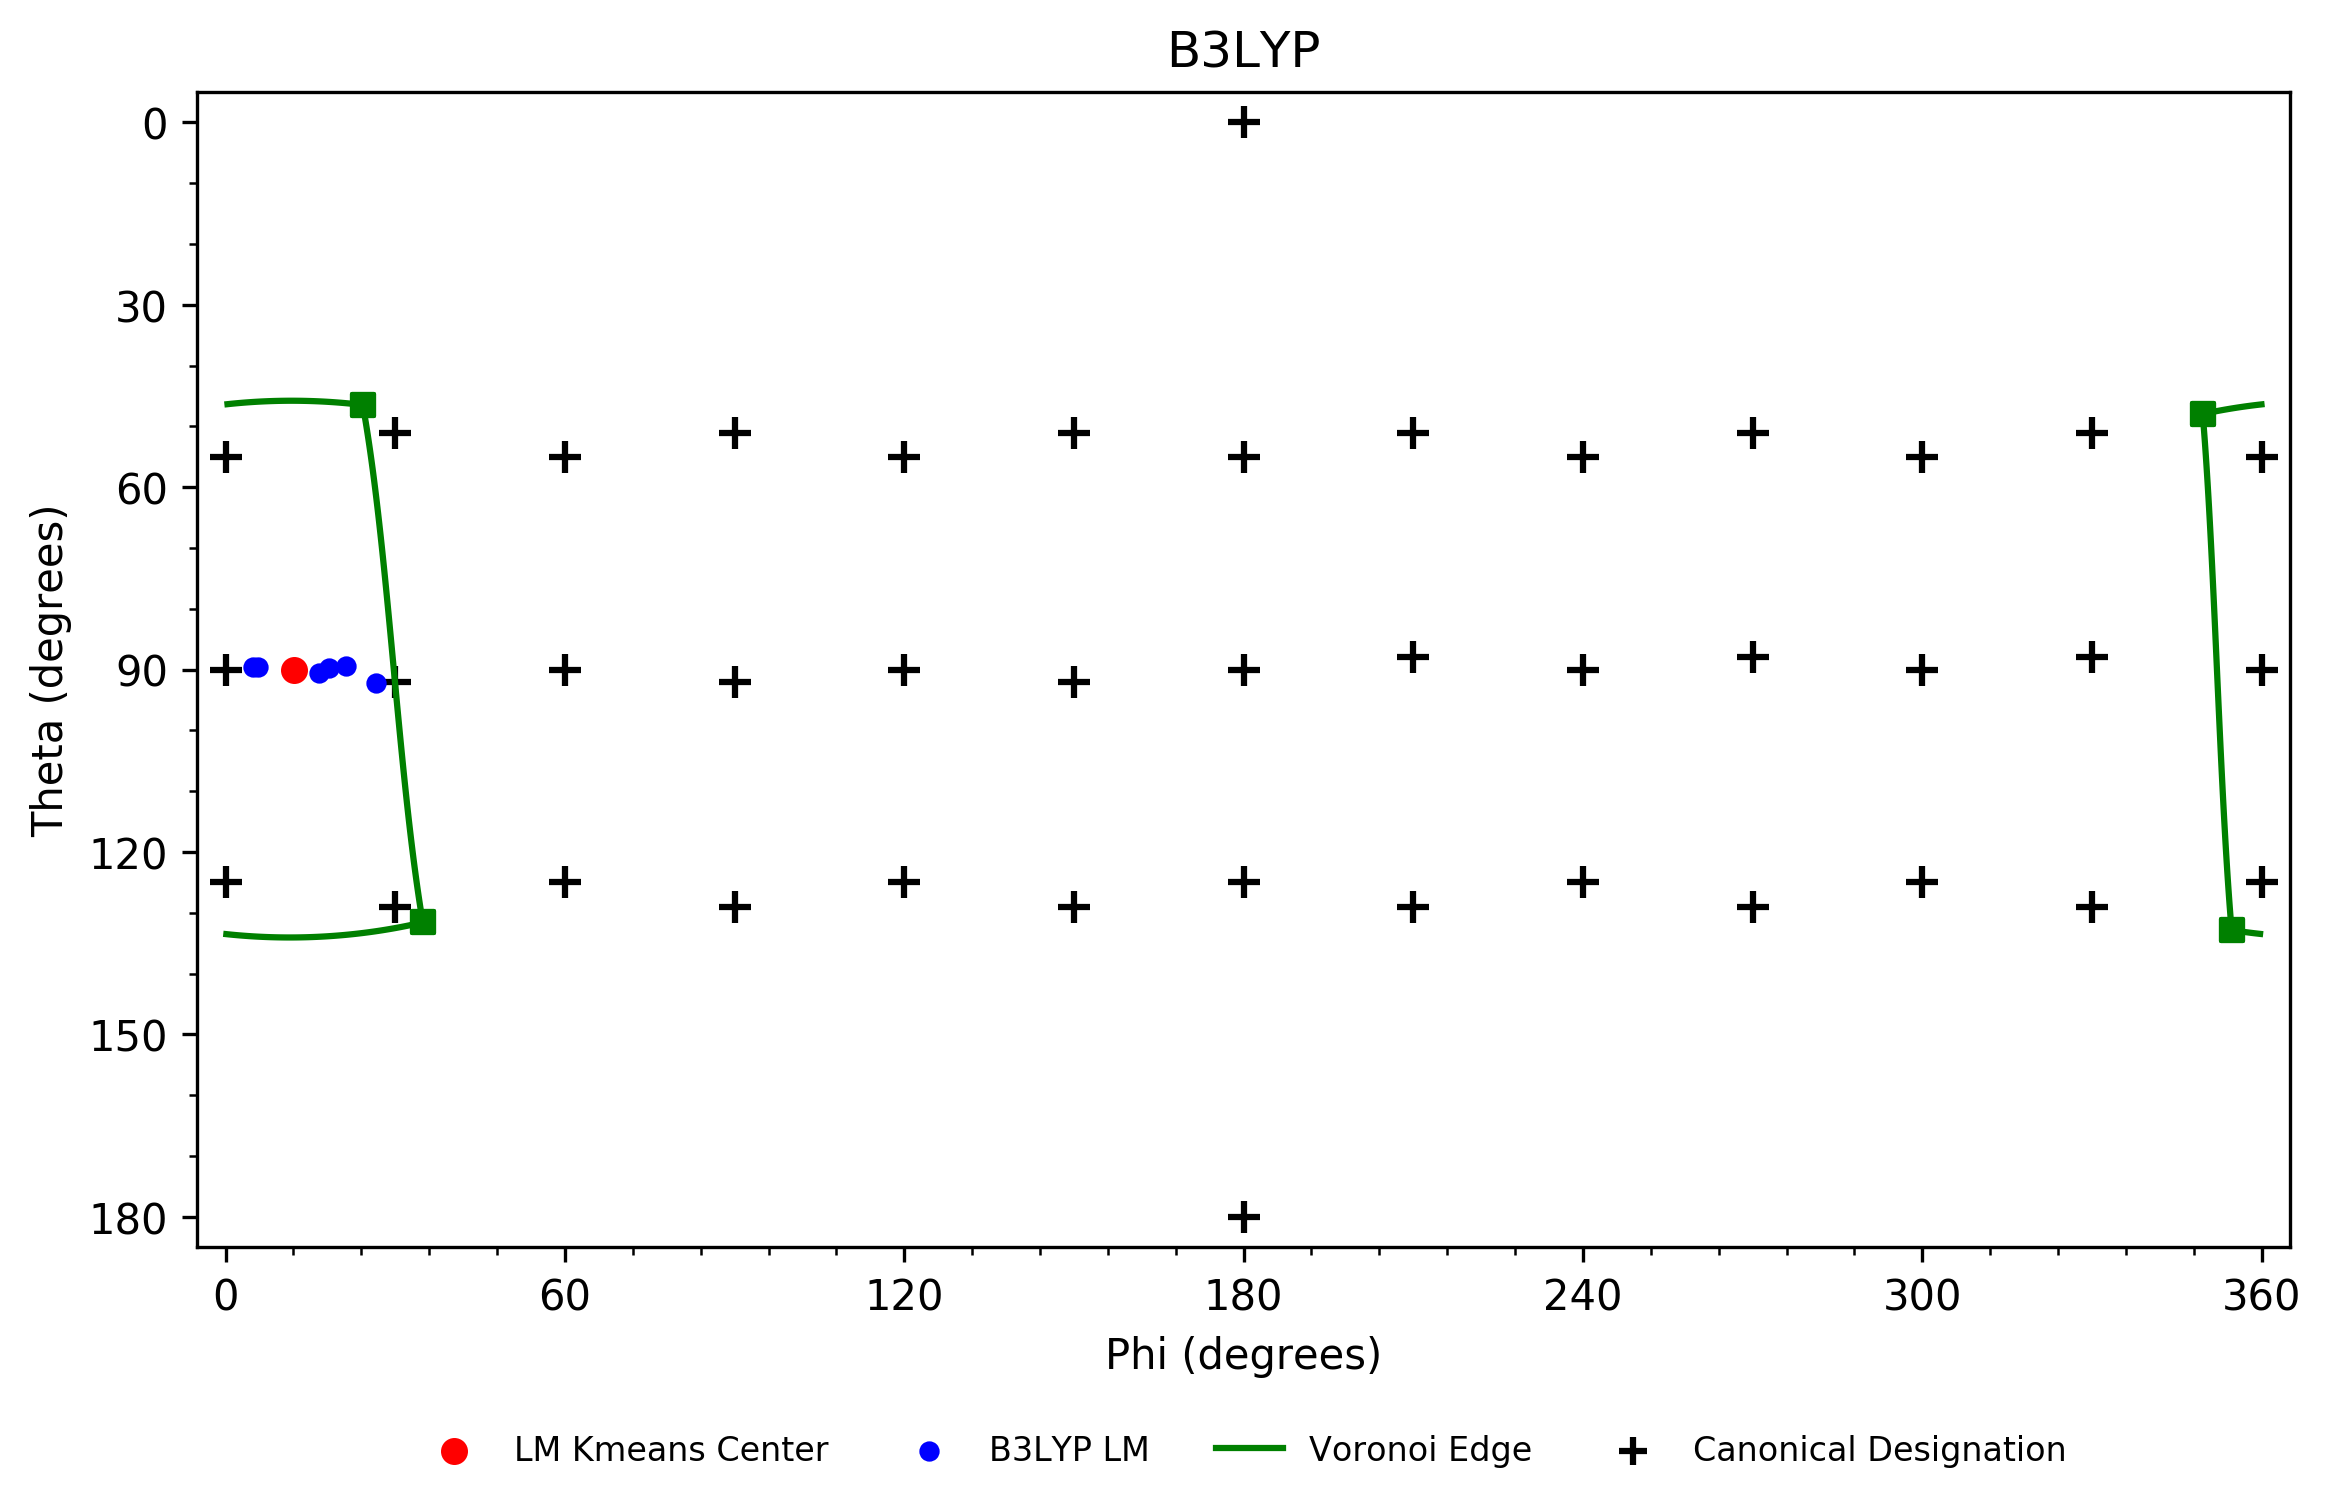 B3LYP
0
30
60
90
120
150
180
Theta (degrees)
0 60 120 180 240 300 360
Phi (degrees)
LM Kmeans Center B3LYP LM Voronoi Edge Canonical Designation